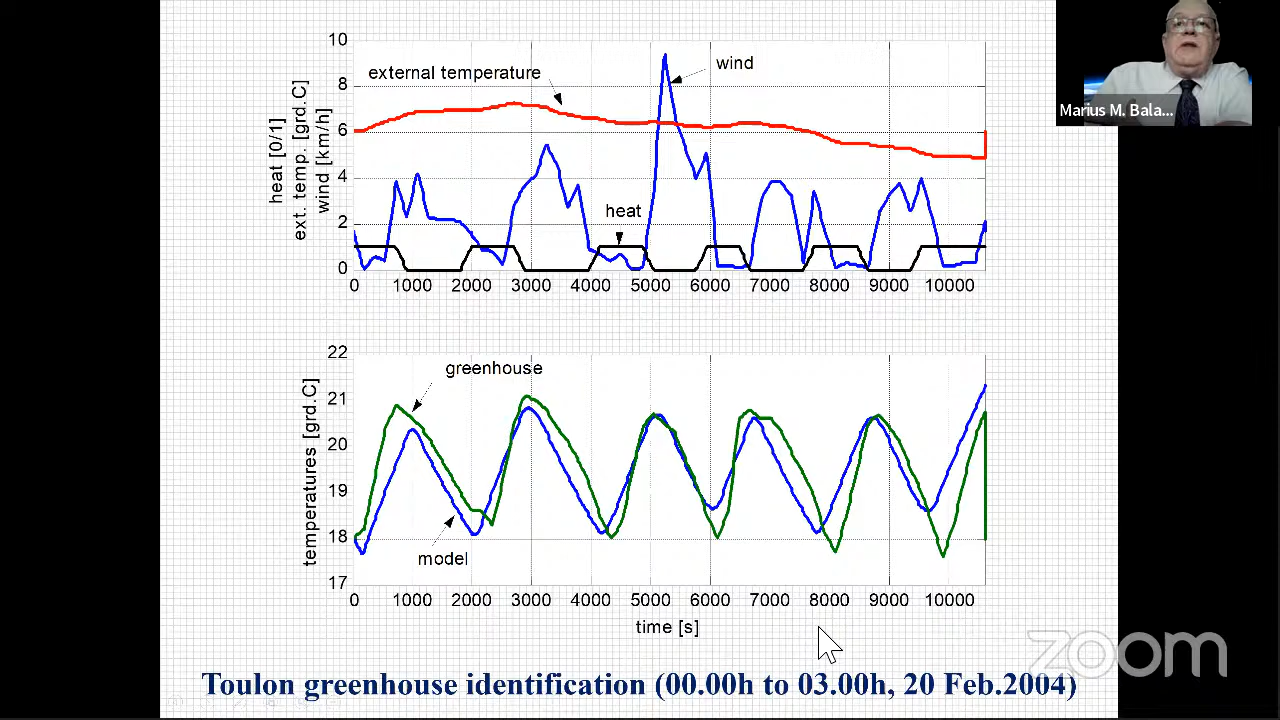 Marius M. Bala...
10
8
6
4
2
0
heat [0/1]
ext. temp. [grd.C]
wind [km/h]
external temperature
wind
heat
0 1000 2000 3000 4000 5000 6000 7000 8000 9000 10000
22
21
20
19
18
17
temperatures [grd.C]
greenhouse
model
0 1000 2000 3000 4000 5000 6000 7000 8000 9000 10000
time [s]
zoom
Toulon greenhouse identification (00.00h to 03.00h, 20 Feb.2004)